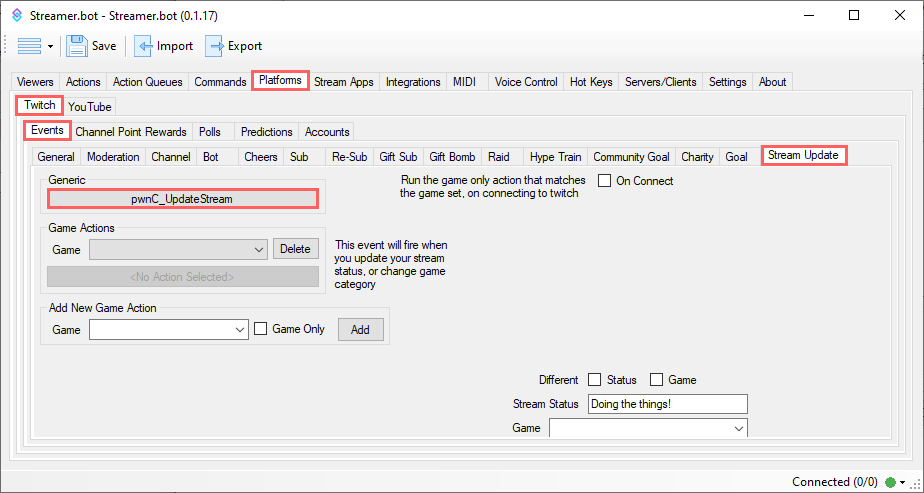 Streamer.bot - Streamer.bot (0.1.17)
Save Import Export
Viewers Actions Action Queues Commands Platforms Stream Apps Integrations MIDI Voice Control Hot Keys Servers/Clients Settings About
Twitch YouTube
Events Channel Point Rewards Polls Predictions Accounts
General Moderation Channel Bot Cheers Sub Re-Sub Gift Sub Gift Bomb Raid Hype Train Community Goal Charity Goal Stream Update
Generic
pwnC_UpdateStream
Run the game only action that matches
the game set, on connecting to twitch
On Connect
Game Actions
Game Delete
<No Action Selected>
This event will fire when
you update your stream
status, or change game
category
Add New Game Action
Game Game Only Add
Different Status Game
Stream Status Doing the things!
Game
Connected (0/0)